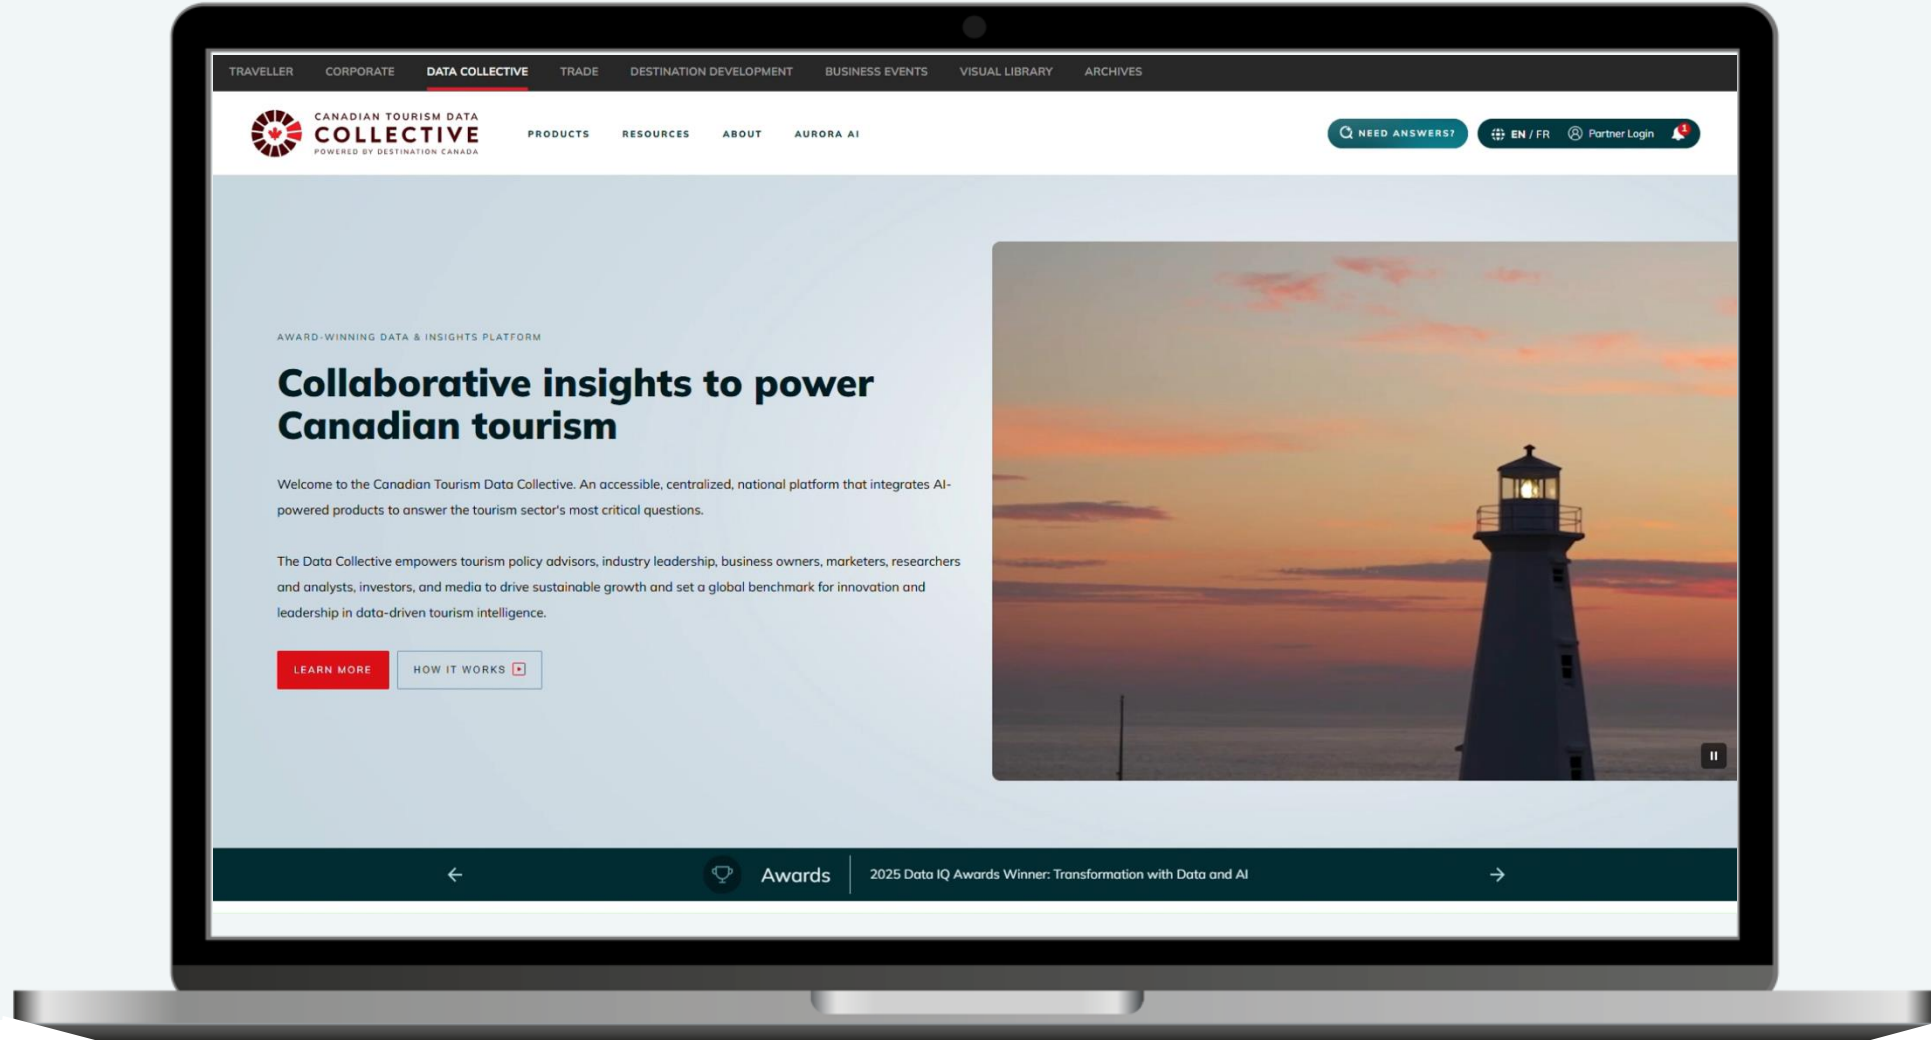 TRAVELLER CORPORATE DATA COLLECTIVE TRADE DESTINATION DEVELOPMENT BUSINESS EVENTS VISUAL LIBRARY ARCHIVES
CANADIAN TOURISM DATA
COLLECTIVE
POWERED BY DESTINATION CANADA
PRODUCTS RESOURCES ABOUT AURORA AI
NEED ANSWERS?
EN / FR Partner Login 1
AWARD-WINNING DATA & INSIGHTS PLATFORM
Collaborative insights to power
Canadian tourism
Welcome to the Canadian Tourism Data Collective. An accessible, centralized, national platform that integrates AI-
powered products to answer the tourism sector's most critical questions.
The Data Collective empowers tourism policy advisors, industry leadership, business owners, marketers, researchers
and analysts, investors, and media to drive sustainable growth and set a global benchmark for innovation and
leadership in data-driven tourism intelligence.
LEARN MORE HOW IT WORKS
Awards 2025 Data IQ Awards Winner: Transformation with Data and AI